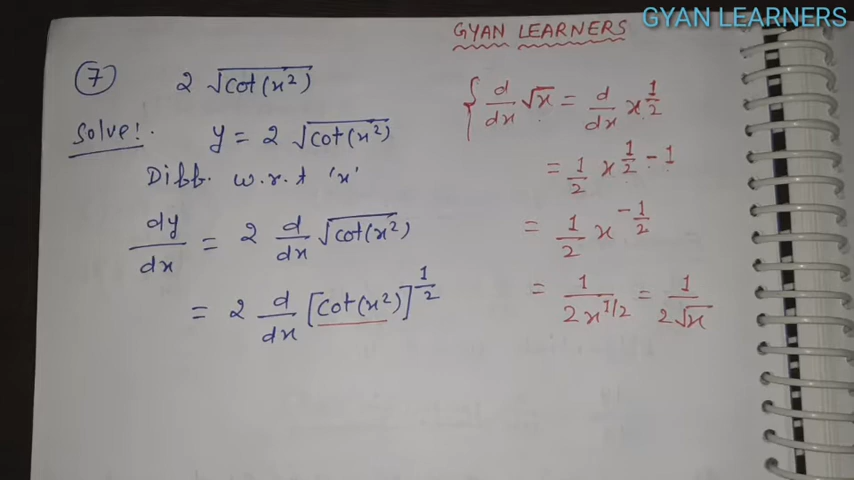 GYAN LEARNERS
GYAN LEARNERS
7 2 √cot(x²)
Solve:. y = 2 √cot(x²)
Diff. w.r.t 'x'
dy/dx = 2 d/dx √cot(x²)
= 2 d/dx [cot(x²)]^1/2
{ d/dx √x = d/dx x^1/2
= 1/2 x^1/2 - 1
= 1/2 x^-1/2
= 1/2x^1/2 = 1/2√x